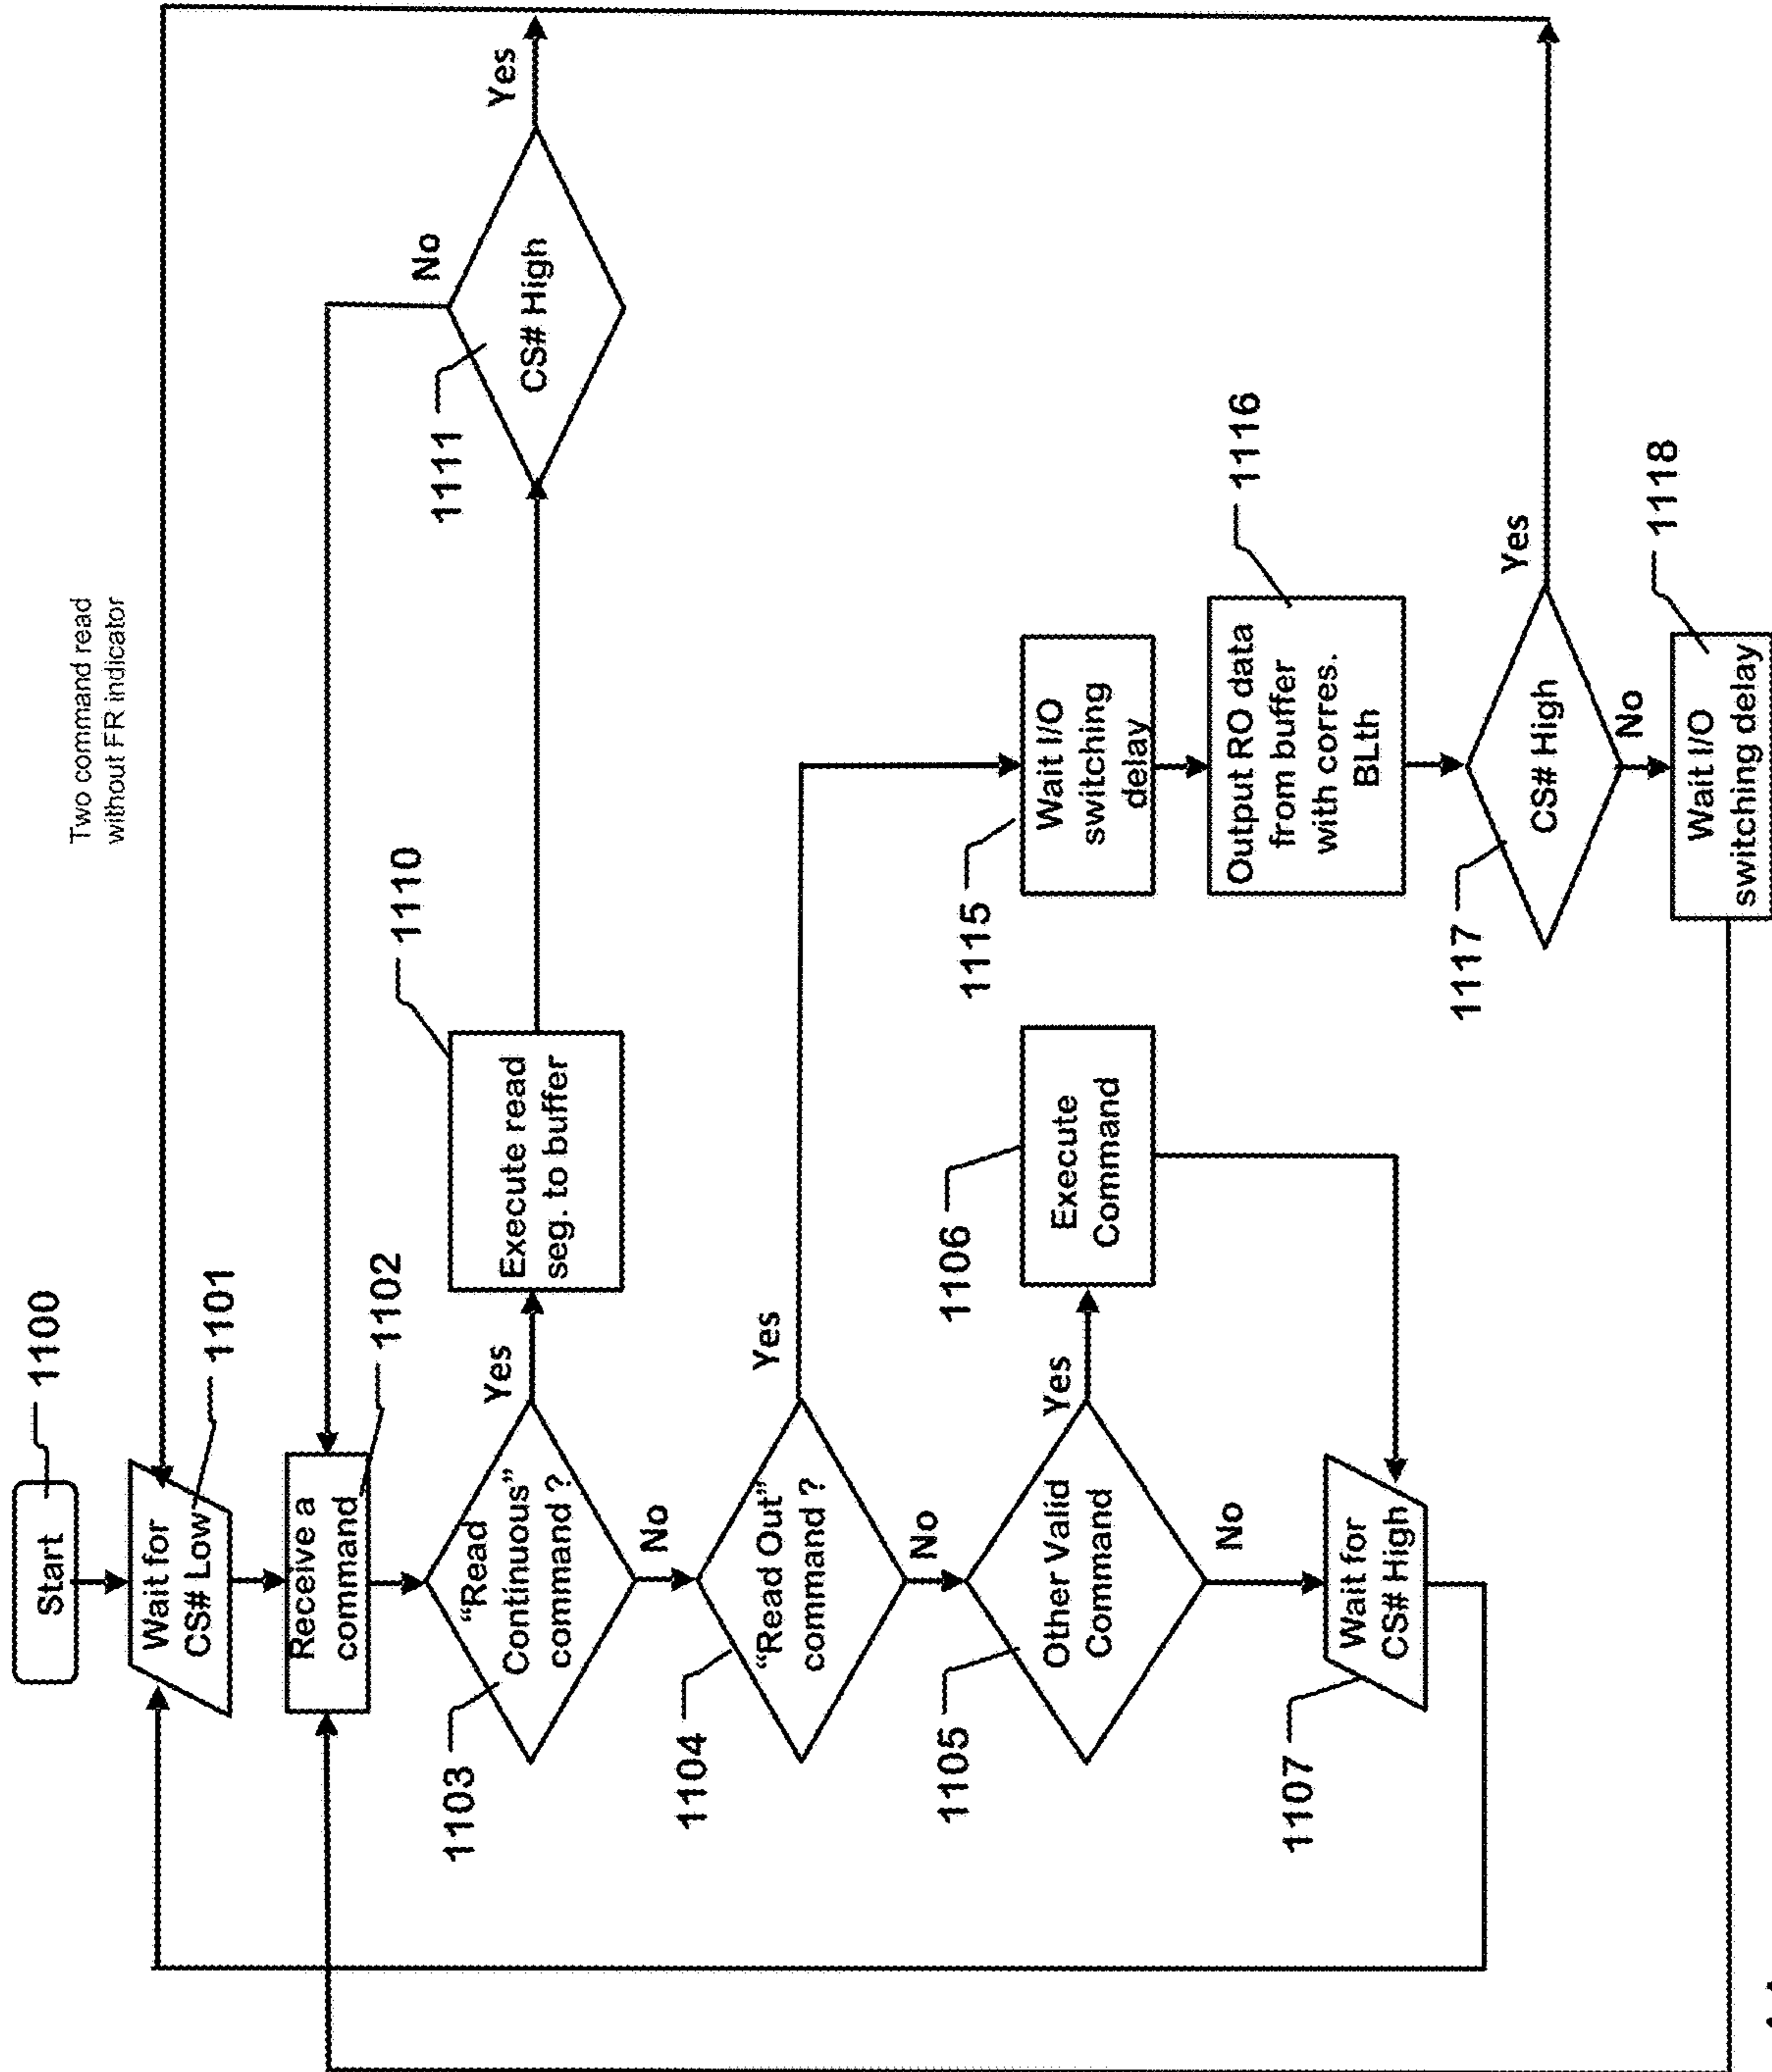 Two command read
without FR indicator
Start
1100
Wait for
CS# Low
1101
Receive a
command
1102
"Read
Continuous"
command ?
1103
Yes
No
Execute read
seg. to buffer
1110
CS# High
1111
No
Yes
"Read Out"
command ?
1104
Yes
No
Wait I/O
switching
delay
1115
Output RO data
from buffer
with corres.
BLth
1116
CS# High
1117
Yes
No
Wait I/O
switching delay
1118
Other Valid
Command
1105
Yes
No
Execute
Command
1106
Wait for
CS# High
1107